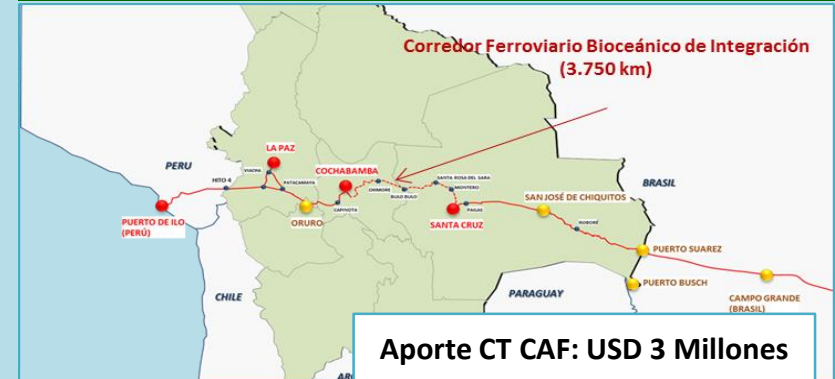 Corredor Ferroviario Bioceánico de Integración
(3.750 km)
LA PAZ
PERU
COCHABAMBA
HITO 4
VIACHA
PATACAMAYA
SANTA ROSA DEL SARA
CHIMORE
BULO BULO
MONTERO
BRASIL
SAN JOSÉ DE CHIQUITOS
CAPIÑOTA
PAILAS
PUERTO DE ILO
(PERÚ)
ORURO
SANTA CRUZ
ROBORÉ
PUERTO SUAREZ
PUERTO BUSCH
CHILE
PARAGUAY
CAMPO GRANDE
(BRASIL)
Aporte CT CAF: USD 3 Millones